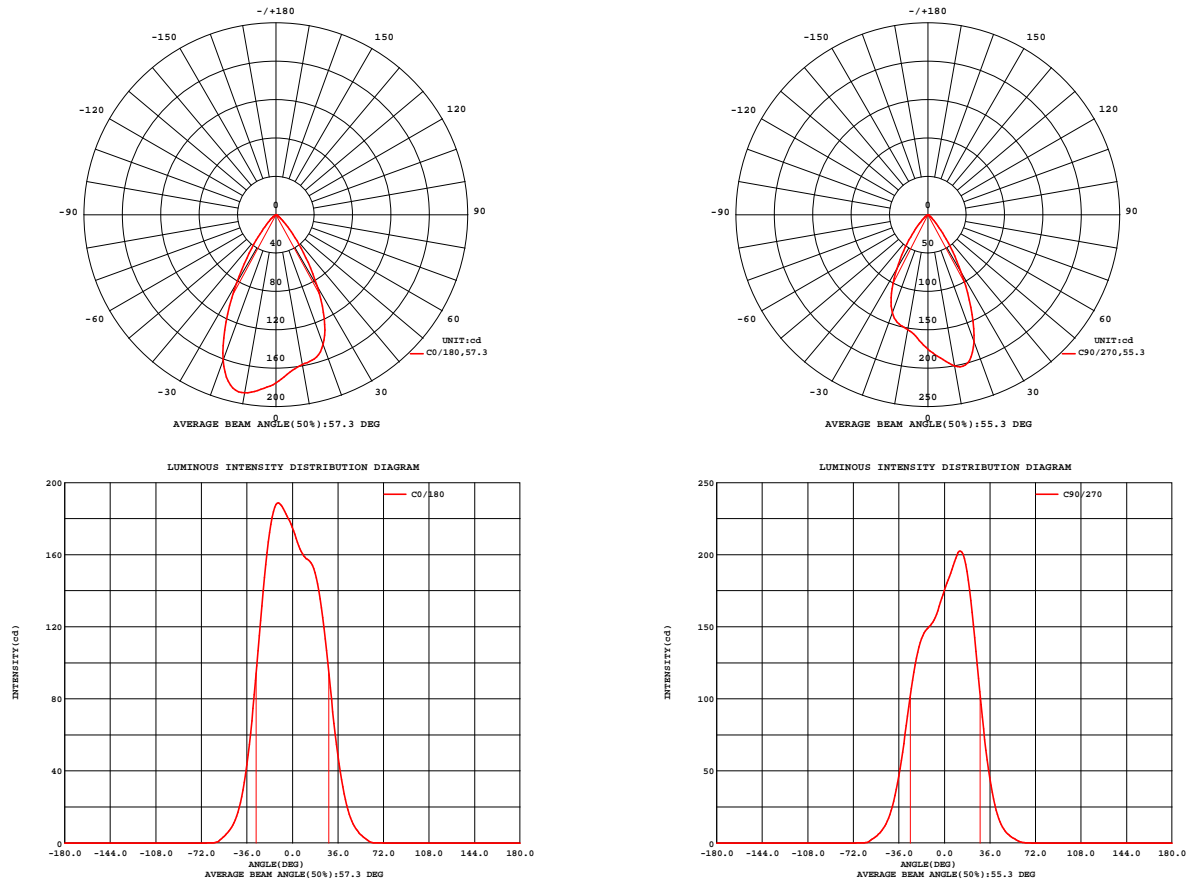 -/+180
-150
150
-120
120
-90
90
-60
60
-30
30
0
40
80
120
160
200
0
UNIT:cd
C0/180,57.3
AVERAGE BEAM ANGLE(50%):57.3 DEG
-/+180
-150
150
-120
120
-90
90
-60
60
-30
30
0
50
100
150
200
250
0
UNIT:cd
C90/270,55.3
AVERAGE BEAM ANGLE(50%):55.3 DEG
LUMINOUS INTENSITY DISTRIBUTION DIAGRAM
C0/180
INTENSITY(cd)
200
160
120
80
40
0
-180.0 -144.0 -108.0 -72.0 -36.0 0.0 36.0 72.0 108.0 144.0 180.0
ANGLE(DEG)
AVERAGE BEAM ANGLE(50%):57.3 DEG
LUMINOUS INTENSITY DISTRIBUTION DIAGRAM
C90/270
INTENSITY(cd)
250
200
150
100
50
0
-180.0 -144.0 -108.0 -72.0 -36.0 0.0 36.0 72.0 108.0 144.0 180.0
ANGLE(DEG)
AVERAGE BEAM ANGLE(50%):55.3 DEG